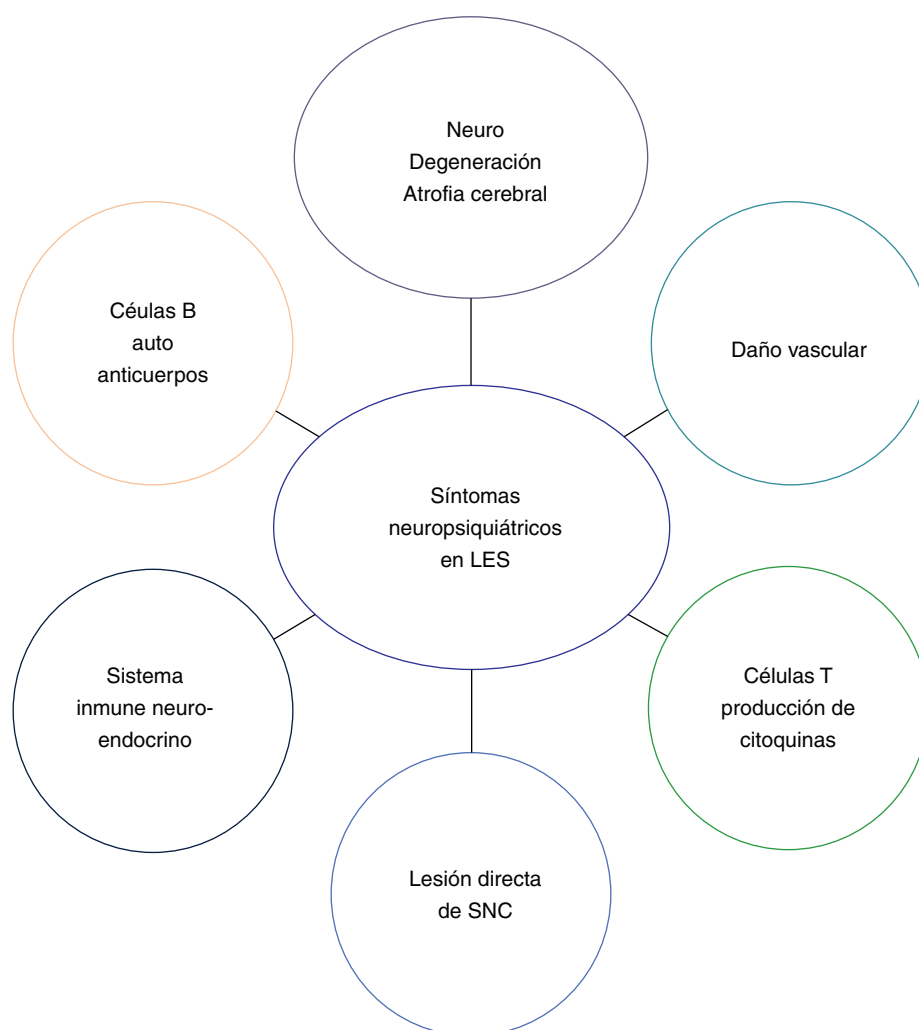 Neuro
Degeneración
Atrofia cerebral
Céulas B
auto
anticuerpos
Daño vascular
Síntomas
neuropsiquiátricos
en LES
Sistema
inmune neuro-
endocrino
Células T
producción de
citoquinas
Lesión directa
de SNC